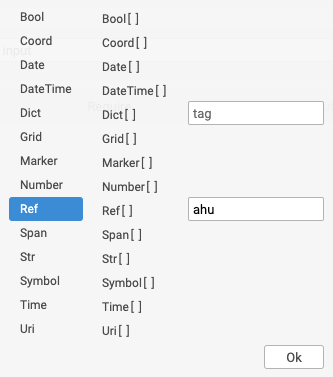 Bool Bool[ ]
Coord Coord[ ]
input
Date Date[ ]
DateTime DateTime[ ]
Dict Dict[ ] tag
Grid Grid[ ]
Marker Marker[ ]
Number Number[ ]
Ref Ref[ ] ahu
Span Span[ ]
Str Str[ ]
Symbol Symbol[ ]
Time Time[ ]
Uri Uri[ ]
Ok